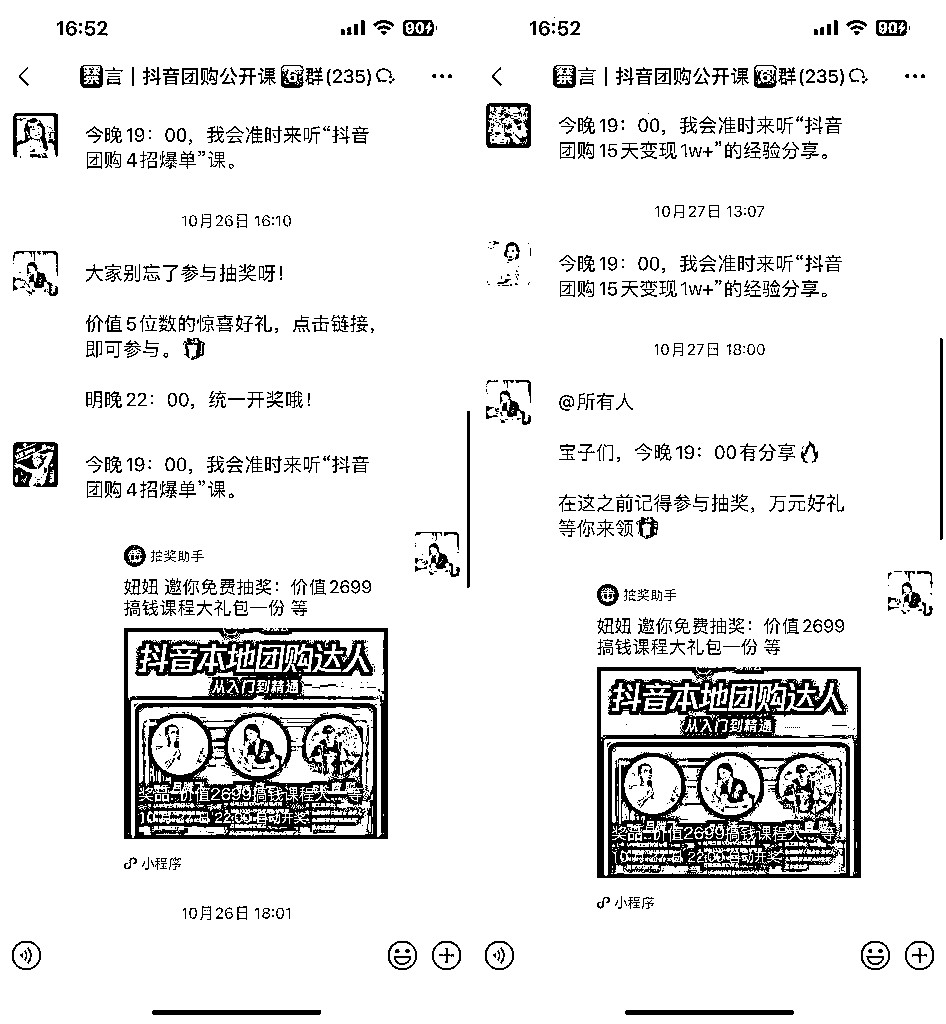 16:52
90
禁言丨抖音团购公开课⑥群(235)
今晚19：00，我会准时来听“抖音
团购4招爆单”课。
10月26日 16:10
大家别忘了参与抽奖呀！
价值5位数的惊喜好礼，点击链接，
即可参与。
明晚22：00，统一开奖哦！
今晚19：00，我会准时来听“抖音
团购4招爆单”课。
抽奖助手
妞妞 邀你免费抽奖：价值2699
搞钱课程大礼包一份 等
抖音本地团购达人
从入门到精通
奖品:价值2699搞钱课程大 等
10月27日 22:00 自动开奖
小程序
10月26日 18:01
16:52
90
禁言丨抖音团购公开课⑥群(235)
今晚19：00，我会准时来听“抖音
团购15天变现1w+”的经验分享。
10月27日 13:07
今晚19：00，我会准时来听“抖音
团购15天变现1w+”的经验分享。
10月27日 18:00
@所有人
宝子们，今晚19：00有分享
在这之前记得参与抽奖，万元好礼
等你来领
抽奖助手
妞妞 邀你免费抽奖：价值2699
搞钱课程大礼包一份 等
抖音本地团购达人
从入门到精通
奖品:价值2699搞钱课程大 等
10月27日 22:00 自动开奖
小程序